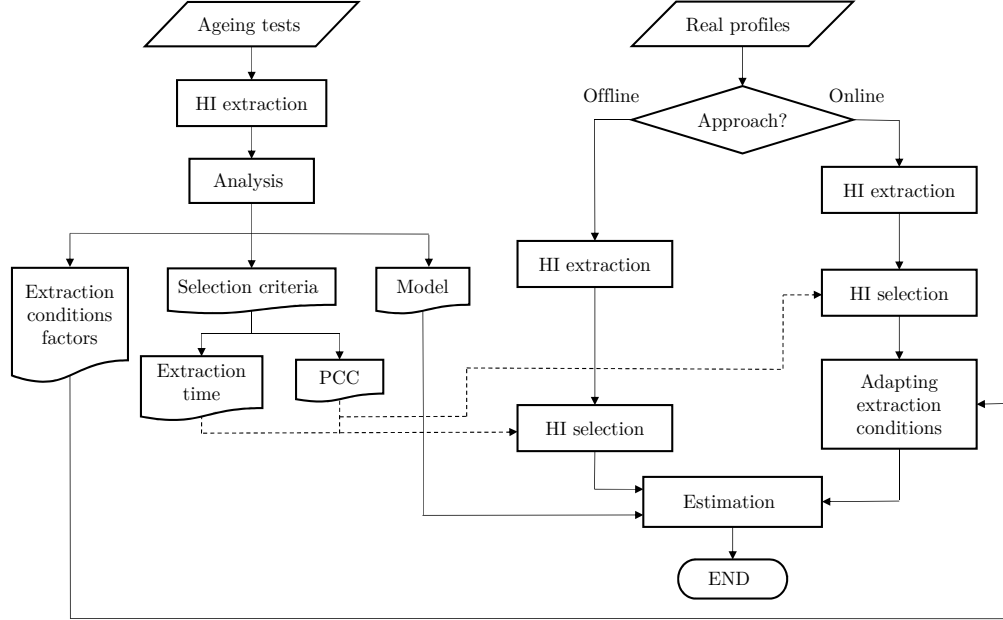 Ageing tests
Real profiles
HI extraction
Offline
Online
Approach?
Analysis
HI extraction
HI extraction
Extraction
conditions
factors
Selection criteria
Model
HI selection
Extraction
time
PCC
Adapting
extraction
conditions
HI selection
Estimation
END